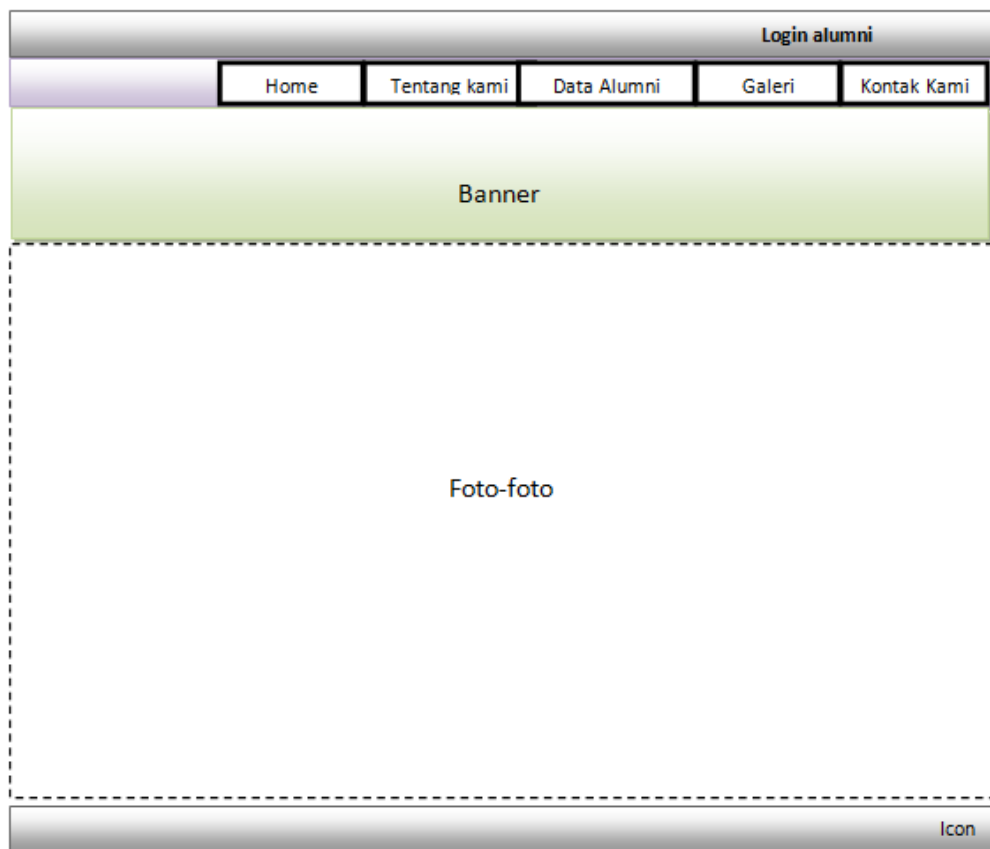 Login alumni
Home Tentang kami Data Alumni Galeri Kontak Kami
Banner
Foto-foto
Icon